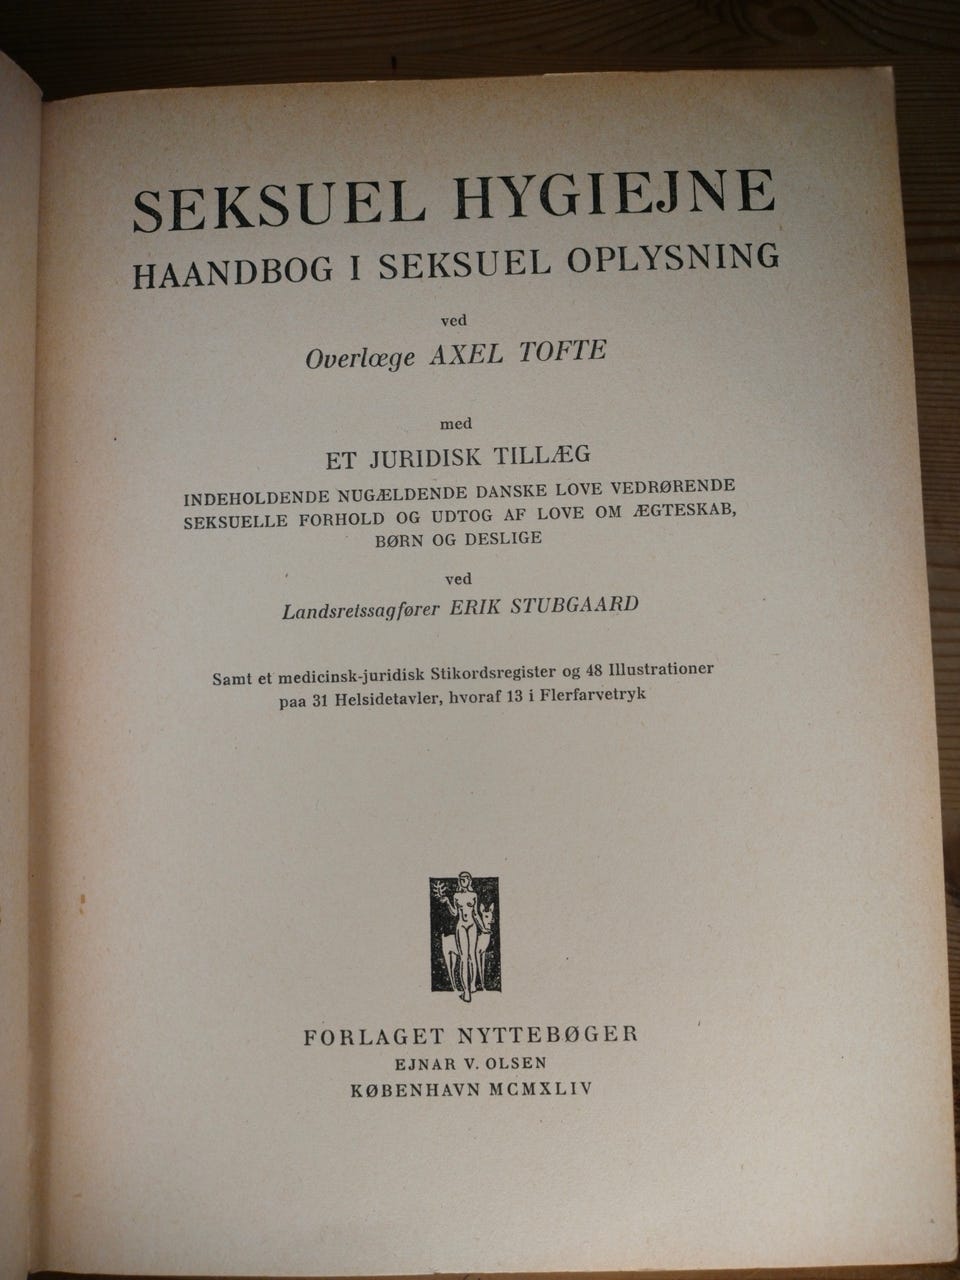 SEKSUEL HYGIEJNE
HAANDBOG I SEKSUEL OPLYSNING
ved
Overlæge AXEL TOFTE
med
ET JURIDISK TILLÆG
INDEHOLDENDE NUGÆLDENDE DANSKE LOVE VEDRØRENDE
SEKSUELLE FORHOLD OG UDTOG AF LOVE OM ÆGTESKAB,
BØRN OG DESLIGE
ved
Landsretssagfører ERIK STUBGAARD
Samt et medicinsk-juridisk Stikordsregister og 48 Illustrationer
paa 31 Helsidetavler, hvoraf 13 i Flerfarvetryk
FORLAGET NYTTEBØGER
EJNAR V. OLSEN
KØBENHAVN MCMXLIV